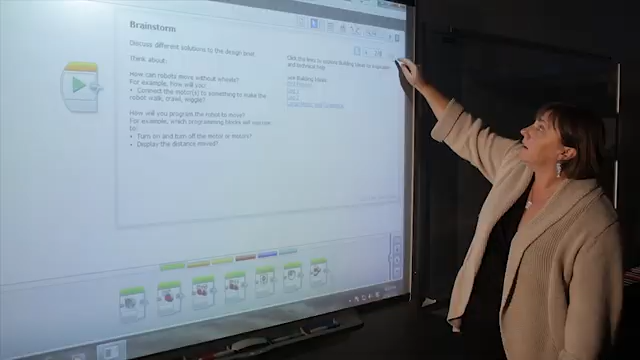 Brainstorm
Discuss different solutions to the design brief.
Think about:
How can robots move without wheels?
For example, how will you:
• Connect the motor(s) to something to make the
robot walk, crawl, wiggle?
How will you program the robot to move?
For example, which programming blocks will you use
to:
• Turn on and turn off the motor or motors?
• Display the distance moved?
Click the links to explore Building Ideas for inspiration
and technical help.